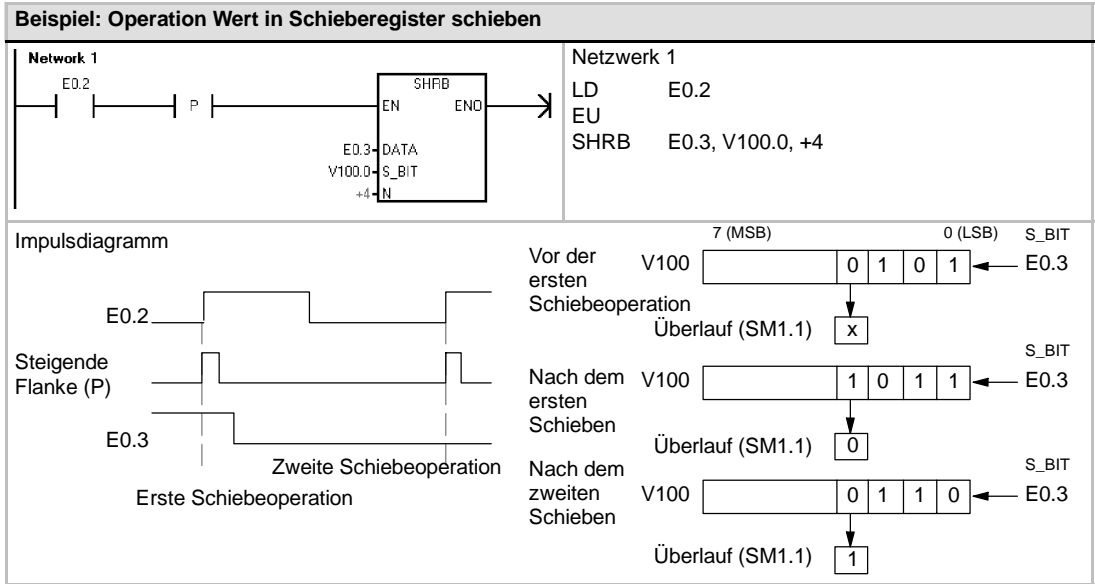 Beispiel: Operation Wert in Schieberegister schieben
Network 1
E0.2
P
SHRB
EN ENO
E0.3 DATA
V100.0 S_BIT
+4 N
Netzwerk 1
LD E0.2
EU
SHRB E0.3, V100.0, +4
Impulsdiagramm
E0.2
Steigende
Flanke (P)
E0.3
Zweite Schiebeoperation
Erste Schiebeoperation
7 (MSB) 0 (LSB) S_BIT
Vor der
ersten
Schiebeoperation
V100 0 1 0 1 E0.3
Überlauf (SM1.1) x
S_BIT
Nach dem
ersten
Schieben
V100 1 0 1 1 E0.3
Überlauf (SM1.1) 0
S_BIT
Nach dem
zweiten
Schieben
V100 0 1 1 0 E0.3
Überlauf (SM1.1) 1